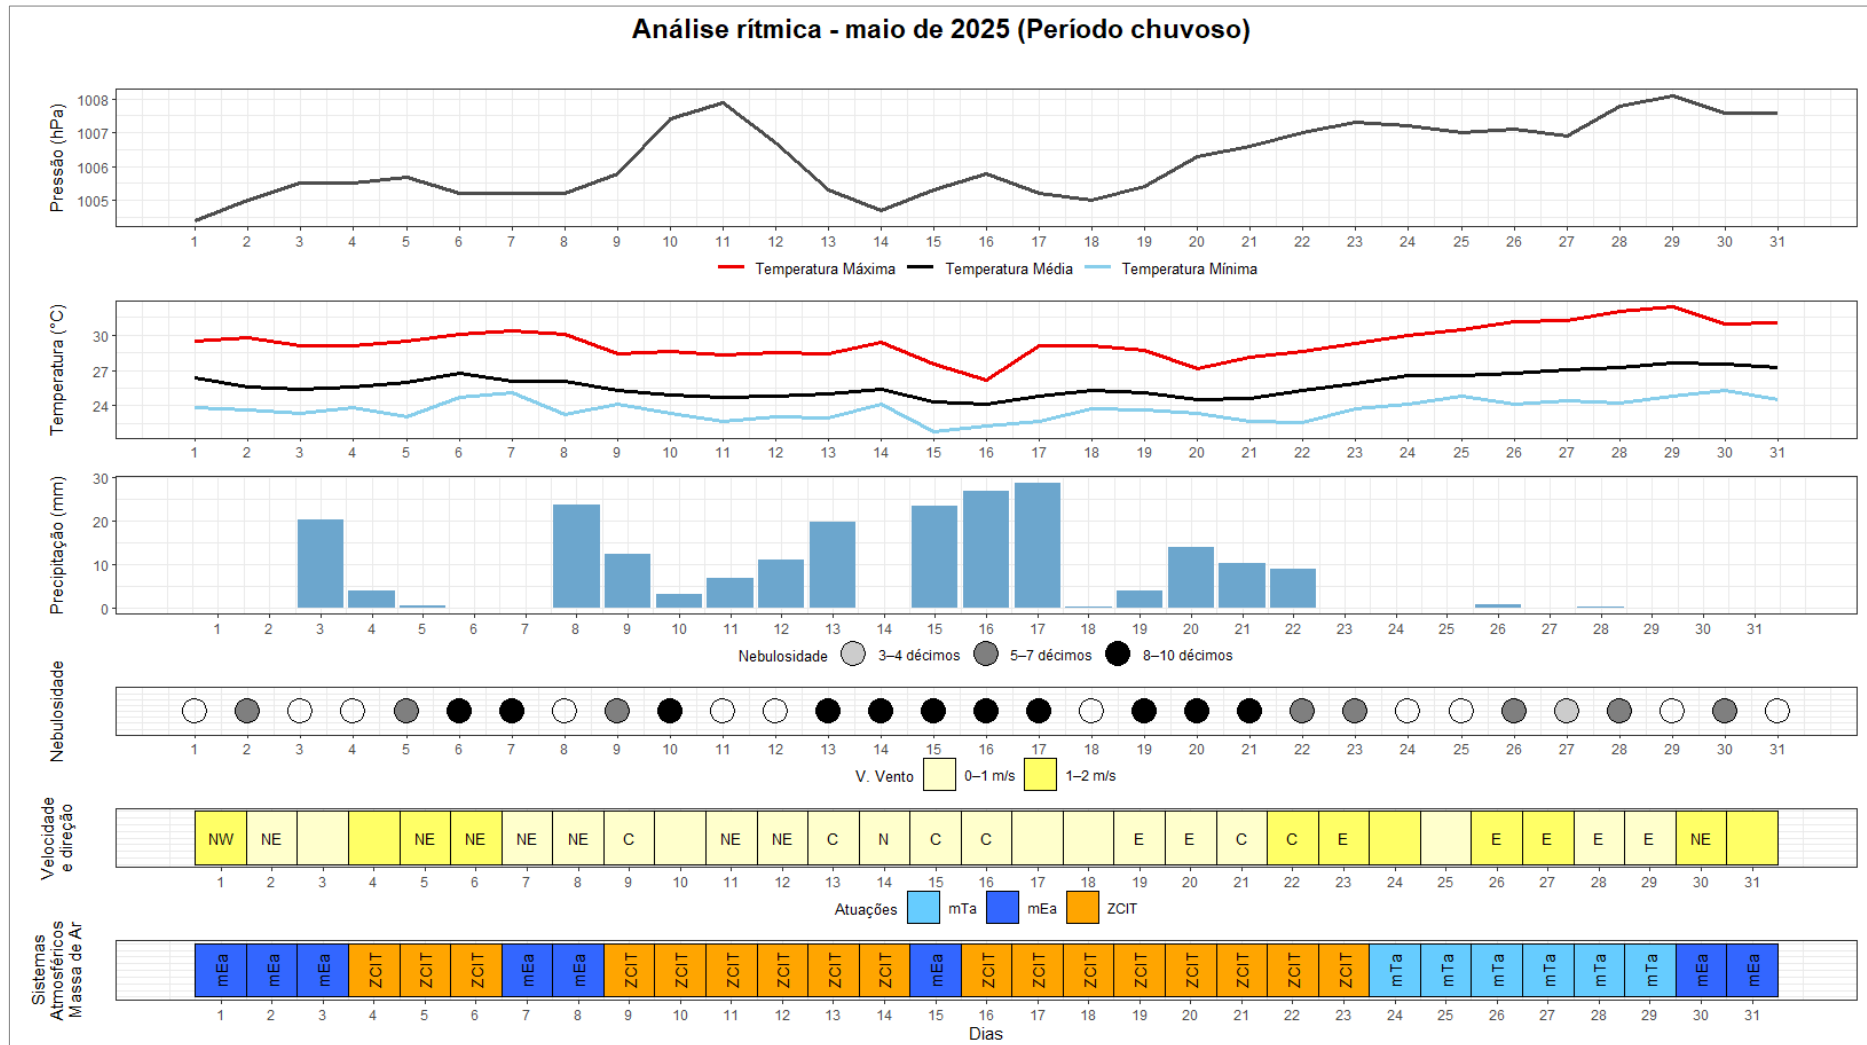 Análise rítmica - maio de 2025 (Período chuvoso)
Pressão (hPa)
1008
1007
1006
1005
1 2 3 4 5 6 7 8 9 10 11 12 13 14 15 16 17 18 19 20 21 22 23 24 25 26 27 28 29 30 31
Temperatura Máxima Temperatura Média Temperatura Mínima
Temperatura (°C)
30
27
24
1 2 3 4 5 6 7 8 9 10 11 12 13 14 15 16 17 18 19 20 21 22 23 24 25 26 27 28 29 30 31
Precipitação (mm)
30
20
10
0
1 2 3 4 5 6 7 8 9 10 11 12 13 14 15 16 17 18 19 20 21 22 23 24 25 26 27 28 29 30 31
Nebulosidade 3–4 décimos 5–7 décimos 8–10 décimos
Nebulosidade
1 2 3 4 5 6 7 8 9 10 11 12 13 14 15 16 17 18 19 20 21 22 23 24 25 26 27 28 29 30 31
V. Vento 0–1 m/s 1–2 m/s
Velocidade
e direção
NW NE NE NE NE NE C NE NE C N C C E E C C E E E E E NE
1 2 3 4 5 6 7 8 9 10 11 12 13 14 15 16 17 18 19 20 21 22 23 24 25 26 27 28 29 30 31
Atuações mTa mEa ZCIT
Sistemas
Atmosféricos
Massa de Ar
mEa mEa mEa ZCIT ZCIT ZCIT mEa mEa ZCIT ZCIT ZCIT ZCIT ZCIT ZCIT mEa ZCIT ZCIT ZCIT ZCIT ZCIT ZCIT ZCIT ZCIT mTa mTa mTa mTa mTa mTa mEa mEa
1 2 3 4 5 6 7 8 9 10 11 12 13 14 15 16 17 18 19 20 21 22 23 24 25 26 27 28 29 30 31
Dias